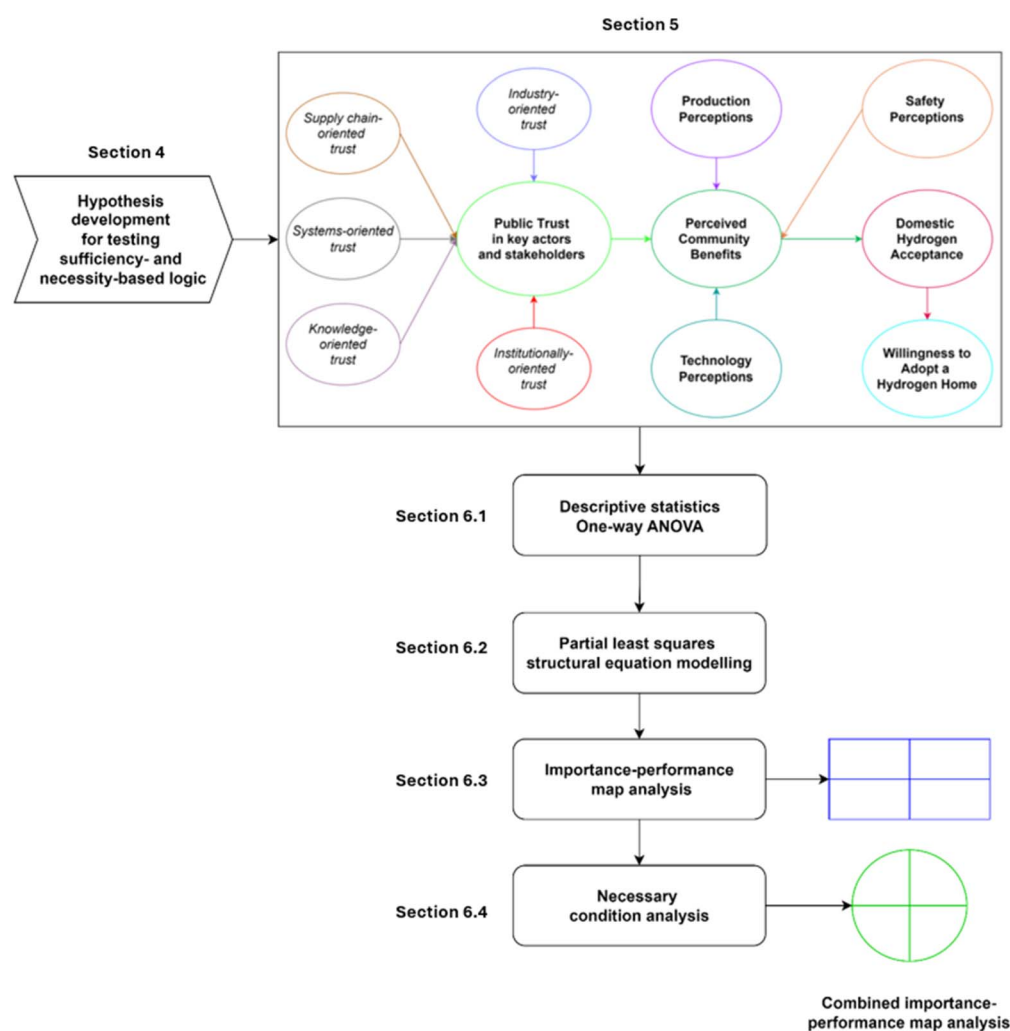 Section 5
Section 4
Hypothesis
development
for testing
sufficiency- and
necessity-based logic
Supply chain-
oriented
trust
Industry-
oriented
trust
Production
Perceptions
Safety
Perceptions
Systems-oriented
trust
Public Trust
in key actors
and stakeholders
Perceived
Community
Benefits
Domestic
Hydrogen
Acceptance
Knowledge-
oriented
trust
Institutionally-
oriented
trust
Technology
Perceptions
Willingness to
Adopt a
Hydrogen Home
Section 6.1
Descriptive statistics
One-way ANOVA
Section 6.2
Partial least squares
structural equation modelling
Section 6.3
Importance-performance
map analysis
Section 6.4
Necessary
condition analysis
Combined importance-
performance map analysis